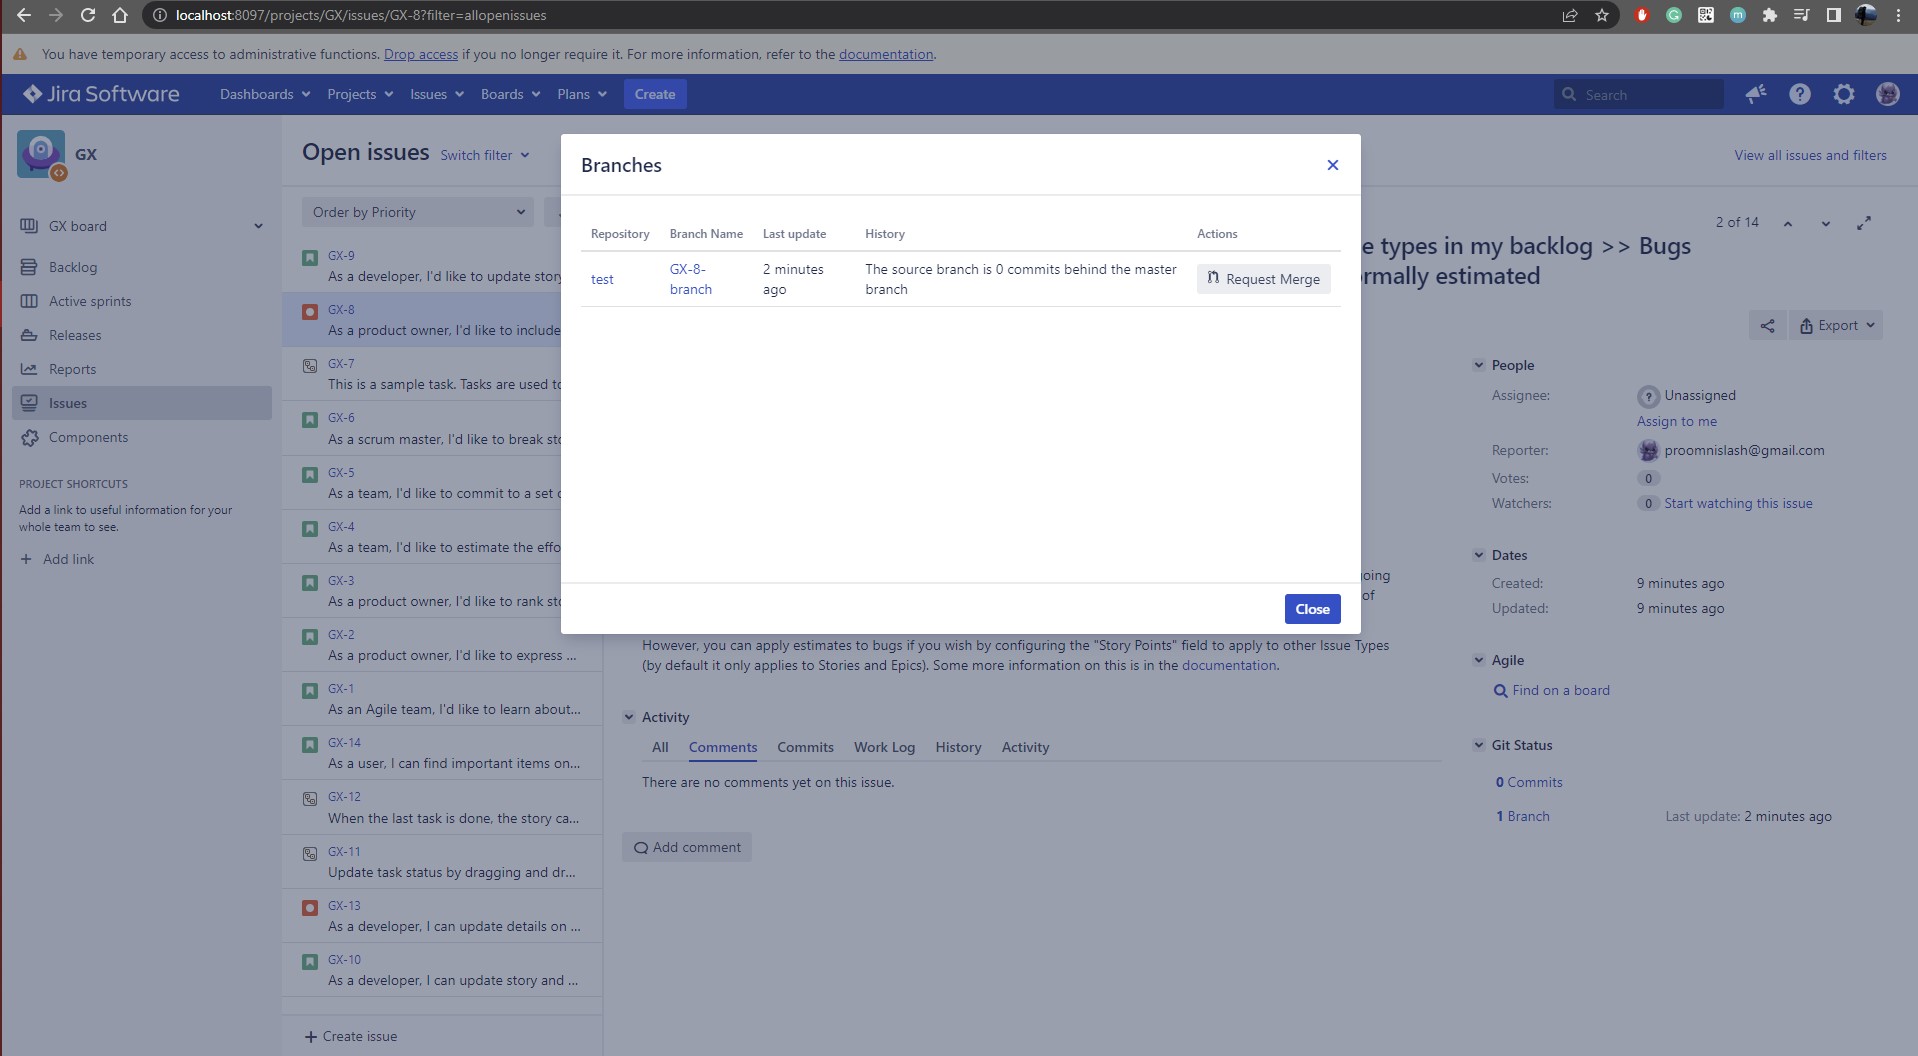 localhost:8097/projects/GX/issues/GX-8?filter=allopenissues
You have temporary access to administrative functions. Drop access if you no longer require it. For more information, refer to the documentation.
Jira Software
Dashboards
Projects
Issues
Boards
Plans
Create
Search
GX
GX board
Backlog
Active sprints
Releases
Reports
Issues
Components
PROJECT SHORTCUTS
Add a link to useful information for your
whole team to see.
+ Add link
Open issues
Switch filter
View all issues and filters
Order by Priority
GX-9
As a developer, I'd like to update story
GX-8
As a product owner, I'd like to include
GX-7
This is a sample task. Tasks are used to
GX-6
As a scrum master, I'd like to break sto
GX-5
As a team, I'd like to commit to a set o
GX-4
As a team, I'd like to estimate the effo
GX-3
As a product owner, I'd like to rank sto
GX-2
As a product owner, I'd like to express ...
GX-1
As an Agile team, I'd like to learn about...
GX-14
As a user, I can find important items on...
GX-12
When the last task is done, the story ca...
GX-11
Update task status by dragging and dr...
GX-13
As a developer, I can update details on ...
GX-10
As a developer, I can update story and ...
+ Create issue
Branches
Repository
Branch Name
Last update
History
Actions
test
GX-8-
branch
2 minutes
ago
The source branch is 0 commits behind the master
branch
Request Merge
Close
2 of 14
e types in my backlog >> Bugs
rmally estimated
Export
oing
of
However, you can apply estimates to bugs if you wish by configuring the "Story Points" field to apply to other Issue Types
(by default it only applies to Stories and Epics). Some more information on this is in the documentation.
Activity
All
Comments
Commits
Work Log
History
Activity
There are no comments yet on this issue.
Add comment
People
Assignee:
Unassigned
Assign to me
Reporter:
proomnislash@gmail.com
Votes:
0
Watchers:
0 Start watching this issue
Dates
Created:
9 minutes ago
Updated:
9 minutes ago
Agile
Find on a board
Git Status
0 Commits
1 Branch
Last update: 2 minutes ago